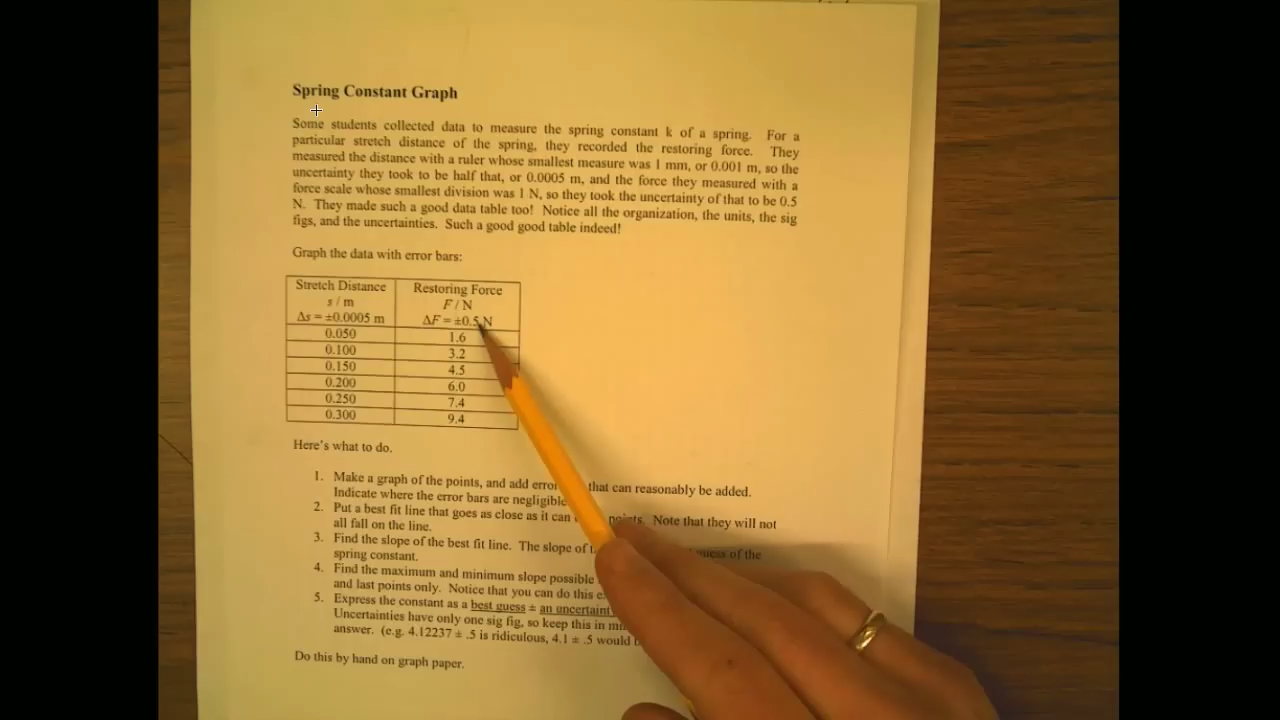 Spring Constant Graph
Some students collected data to measure the spring constant k of a spring. For a
particular stretch distance of the spring, they recorded the restoring force. They
measured the distance with a ruler whose smallest measure was 1 mm, or 0.001 m, so the
uncertainty they took to be half that, or 0.0005 m, and the force they measured with a
force scale whose smallest division was 1 N, so they took the uncertainty of that to be 0.5
N. They made such a good data table too! Notice all the organization, the units, the sig
figs, and the uncertainties. Such a good good table indeed!
Graph the data with error bars:
Stretch Distance Restoring Force
s / m F / N
Δs = ±0.0005 m ΔF = ±0.5 N
0.050 1.6
0.100 3.2
0.150 4.5
0.200 6.0
0.250 7.4
0.300 9.4
Here's what to do.
1. Make a graph of the points, and add error that can reasonably be added.
Indicate where the error bars are negligible
2. Put a best fit line that goes as close as it can points. Note that they will not
all fall on the line.
3. Find the slope of the best fit line. The slope of of the
spring constant.
4. Find the maximum and minimum slope possible
and last points only. Notice that you can do this
5. Express the constant as a best guess ± an uncertainty
Uncertainties have only one sig fig, so keep this in
answer. (e.g. 4.12237 ± .5 is ridiculous, 4.1 ± .5 would
Do this by hand on graph paper.